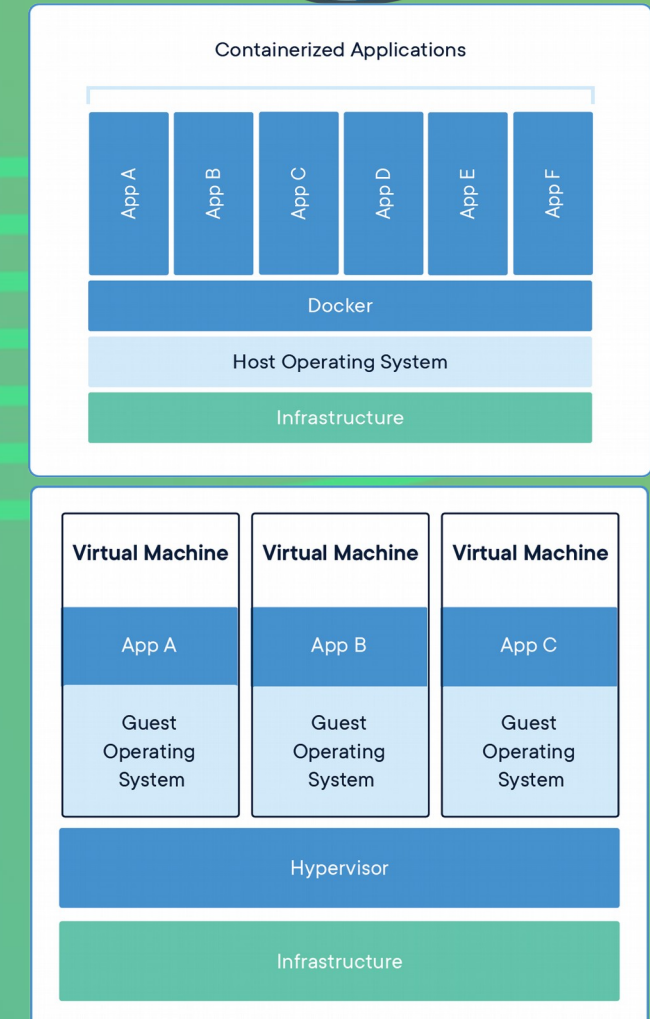 Containerized Applications
App A
App B
App C
App D
App E
App F
Docker
Host Operating System
Infrastructure
Virtual Machine
App A
Guest
Operating
System
Virtual Machine
App B
Guest
Operating
System
Virtual Machine
App C
Guest
Operating
System
Hypervisor
Infrastructure